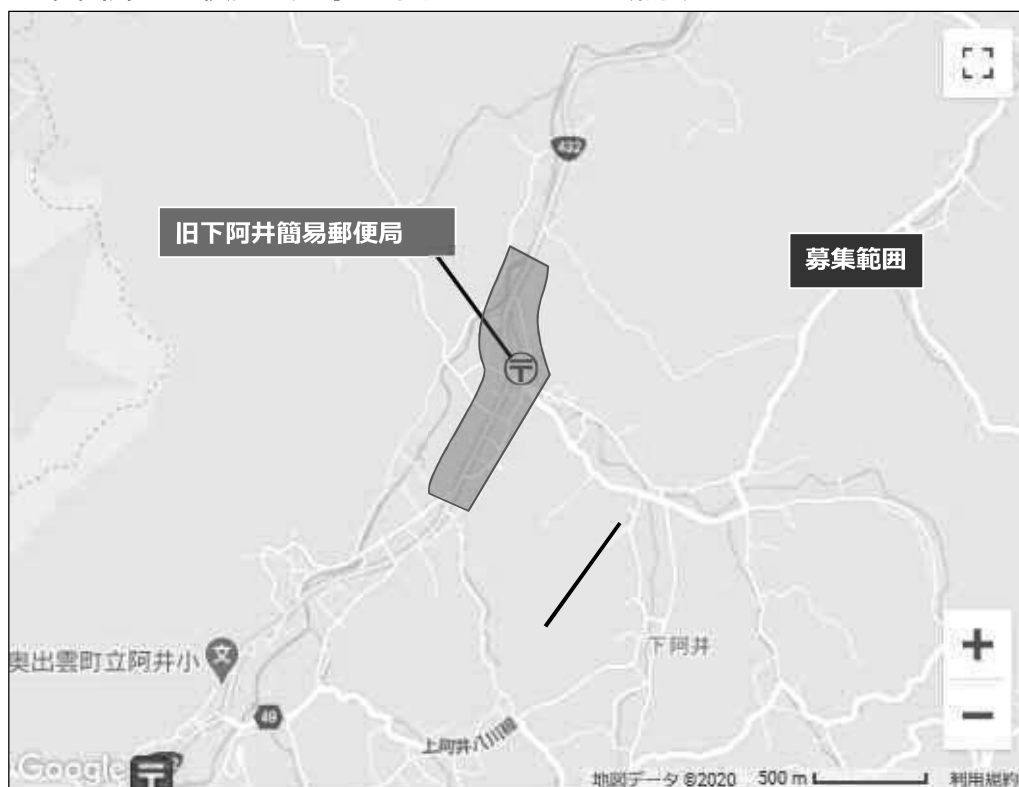 432
旧下阿井簡易郵便局
募集範囲
下阿井
奥出雲町立阿井小
文
49
上阿井八川線
Google
地図データ ©2020 500 m 利用規約